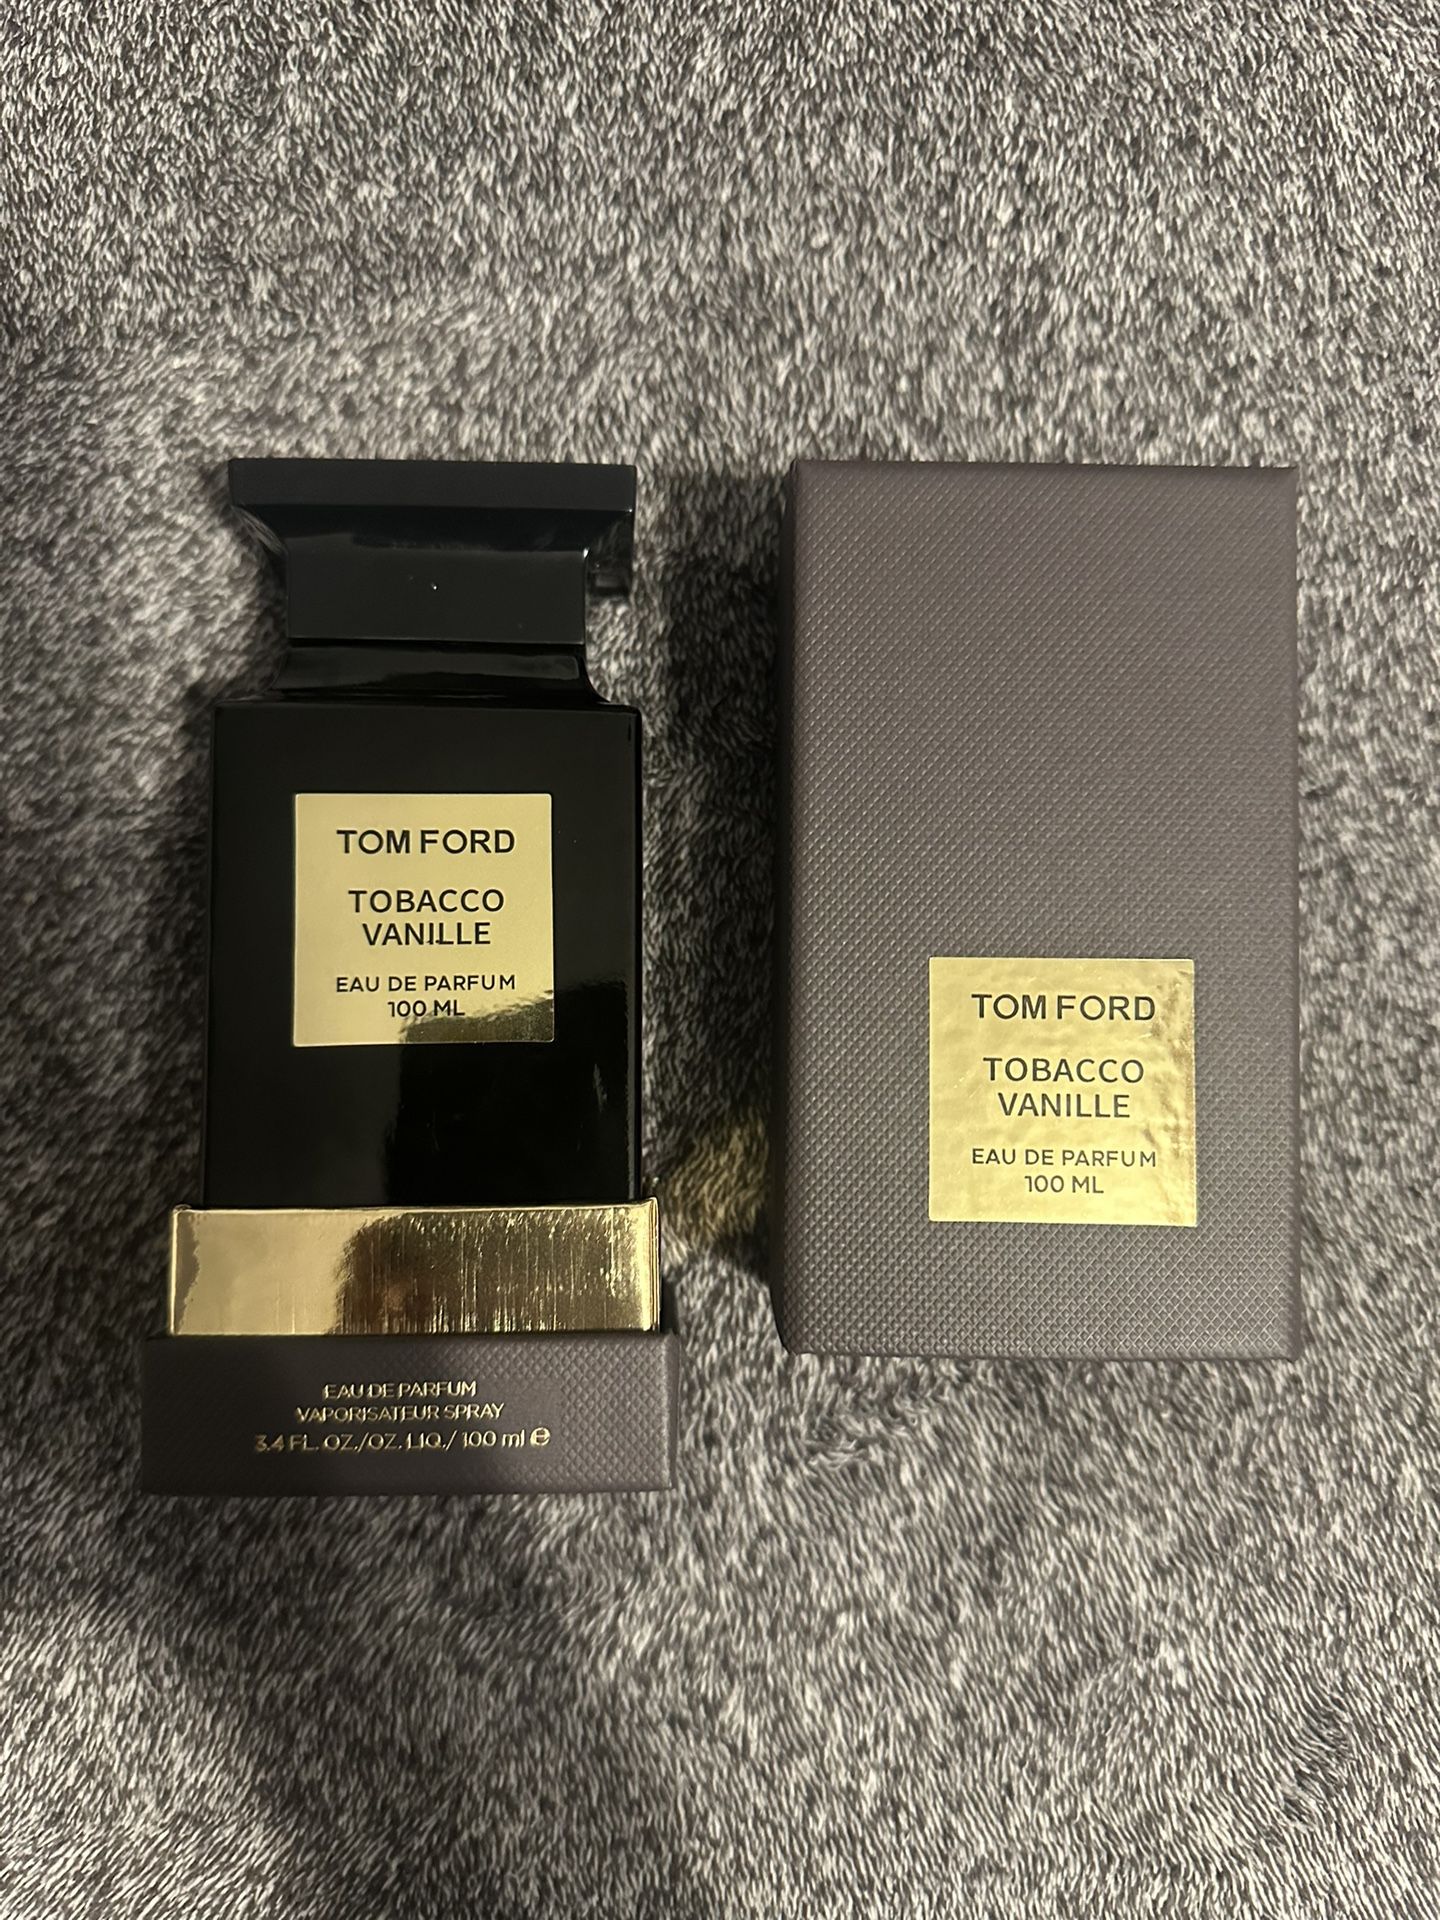 TOM FORD
TOBACCO
VANILLE
EAU DE PARFUM
100 ML
EAU DE PARFUM
VAPORISATEUR SPRAY
3.4 FL. OZ./OZ. LIQ./ 100 ml ℮
TOM FORD
TOBACCO
VANILLE
EAU DE PARFUM
100 ML